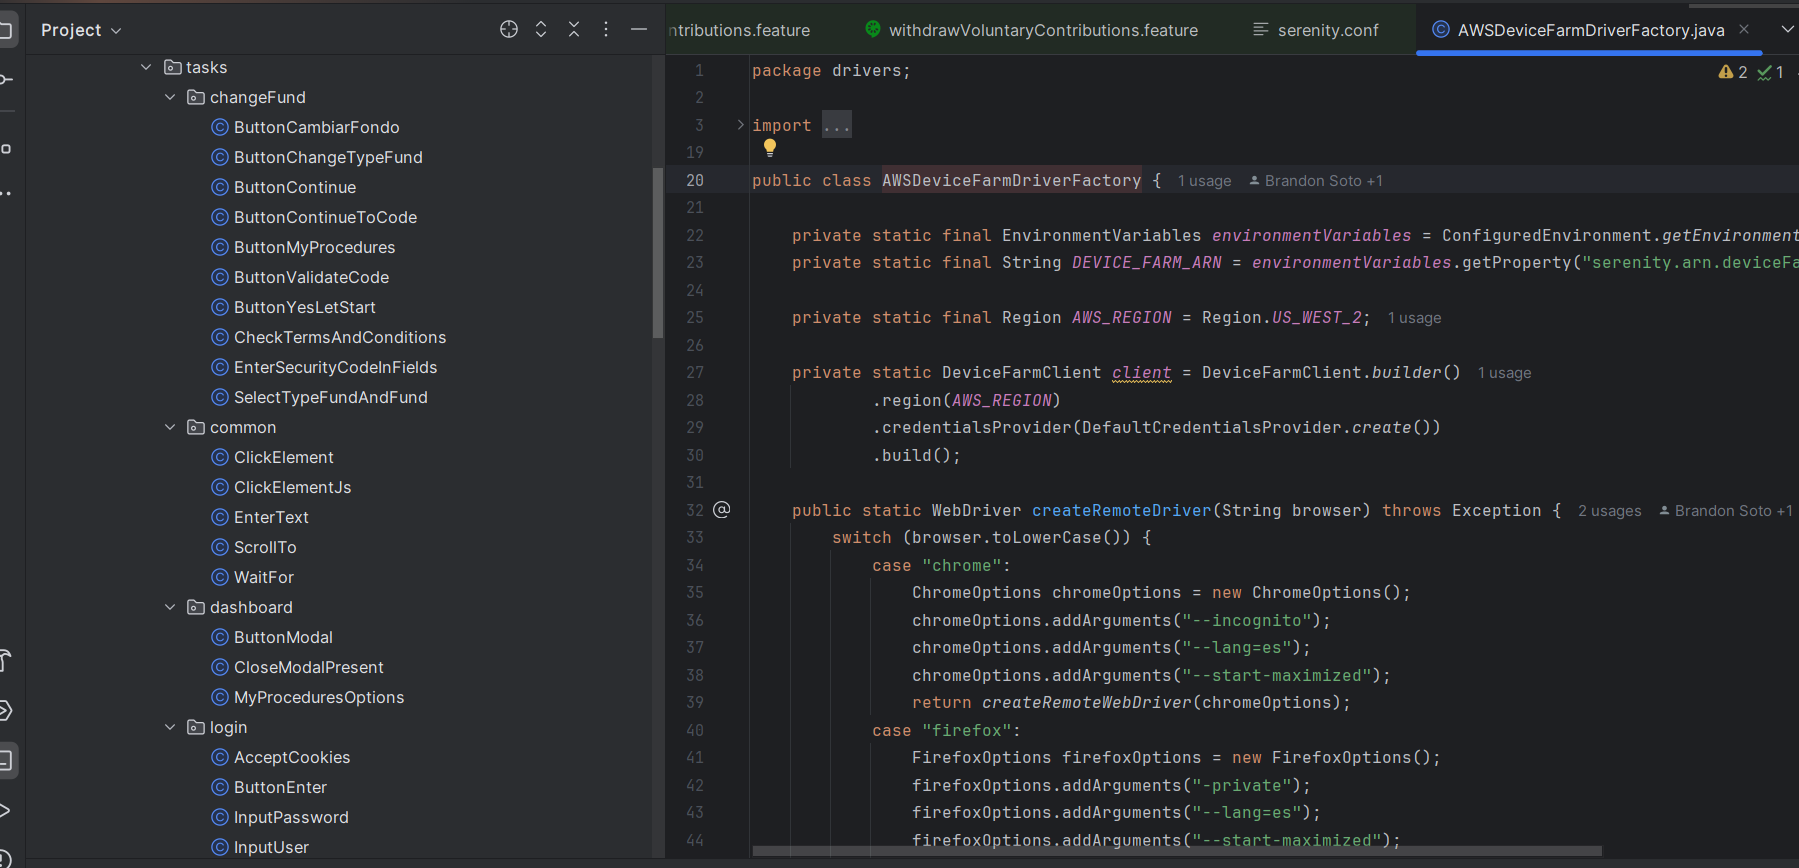 Project
tasks
changeFund
ButtonCambiarFondo
ButtonChangeTypeFund
ButtonContinue
ButtonContinueToCode
ButtonMyProcedures
ButtonValidateCode
ButtonYesLetStart
CheckTermsAndConditions
EnterSecurityCodeInFields
SelectTypeFundAndFund
common
ClickElement
ClickElementJs
EnterText
ScrollTo
WaitFor
dashboard
ButtonModal
CloseModalPresent
MyProceduresOptions
login
AcceptCookies
ButtonEnter
InputPassword
InputUser
ntributions.feature withdrawVoluntaryContributions.feature serenity.conf AWSDeviceFarmDriverFactory.java
2 1
1 package drivers;
2
3 import ...
19
20 public class AWSDeviceFarmDriverFactory { 1 usage Brandon Soto +1
21
22 private static final EnvironmentVariables environmentVariables = ConfiguredEnvironment.getEnvironment
23 private static final String DEVICE_FARM_ARN = environmentVariables.getProperty("serenity.arn.deviceFa
24
25 private static final Region AWS_REGION = Region.US_WEST_2; 1 usage
26
27 private static DeviceFarmClient client = DeviceFarmClient.builder() 1 usage
28 .region(AWS_REGION)
29 .credentialsProvider(DefaultCredentialsProvider.create())
30 .build();
31
32 public static WebDriver createRemoteDriver(String browser) throws Exception { 2 usages Brandon Soto +1
33 switch (browser.toLowerCase()) {
34 case "chrome":
35 ChromeOptions chromeOptions = new ChromeOptions();
36 chromeOptions.addArguments("--incognito");
37 chromeOptions.addArguments("--lang=es");
38 chromeOptions.addArguments("--start-maximized");
39 return createRemoteWebDriver(chromeOptions);
40 case "firefox":
41 FirefoxOptions firefoxOptions = new FirefoxOptions();
42 firefoxOptions.addArguments("-private");
43 firefoxOptions.addArguments("--lang=es");
44 firefoxOptions.addArguments("--start-maximized");